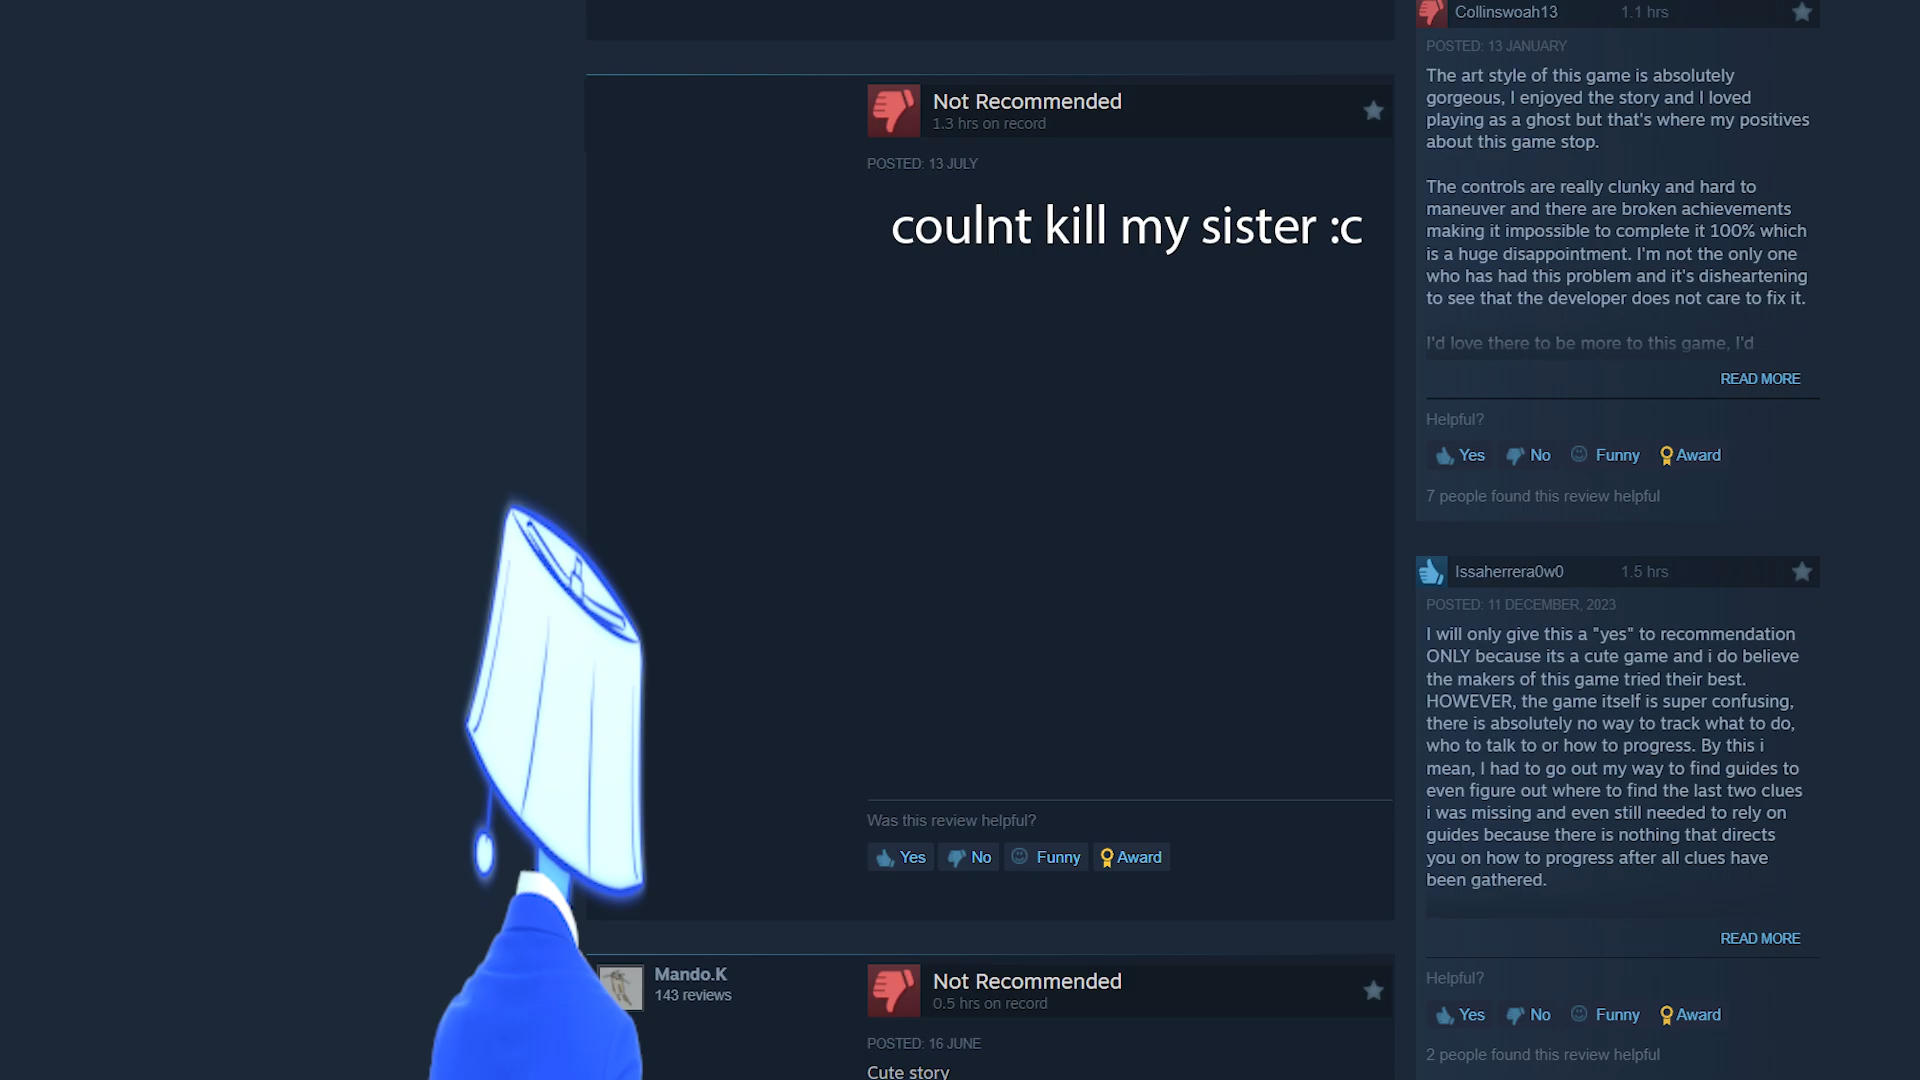 Not Recommended
1.3 hrs on record
POSTED: 13 JULY
coulnt kill my sister :c
Was this review helpful?
Yes No Funny Award
Mando.K
143 reviews
Not Recommended
0.5 hrs on record
POSTED: 16 JUNE
Cute story
Collinswoah13 1.1 hrs
POSTED: 13 JANUARY
The art style of this game is absolutely
gorgeous, I enjoyed the story and I loved
playing as a ghost but that's where my positives
about this game stop.
The controls are really clunky and hard to
maneuver and there are broken achievements
making it impossible to complete it 100% which
is a huge disappointment. I'm not the only one
who has had this problem and it's disheartening
to see that the developer does not care to fix it.
I'd love there to be more to this game, I'd
READ MORE
Helpful?
Yes No Funny Award
7 people found this review helpful
Issaherrera0w0 1.5 hrs
POSTED: 11 DECEMBER, 2023
I will only give this a "yes" to recommendation
ONLY because its a cute game and i do believe
the makers of this game tried their best.
HOWEVER, the game itself is super confusing,
there is absolutely no way to track what to do,
who to talk to or how to progress. By this i
mean, I had to go out my way to find guides to
even figure out where to find the last two clues
i was missing and even still needed to rely on
guides because there is nothing that directs
you on how to progress after all clues have
been gathered.
READ MORE
Helpful?
Yes No Funny Award
2 people found this review helpful